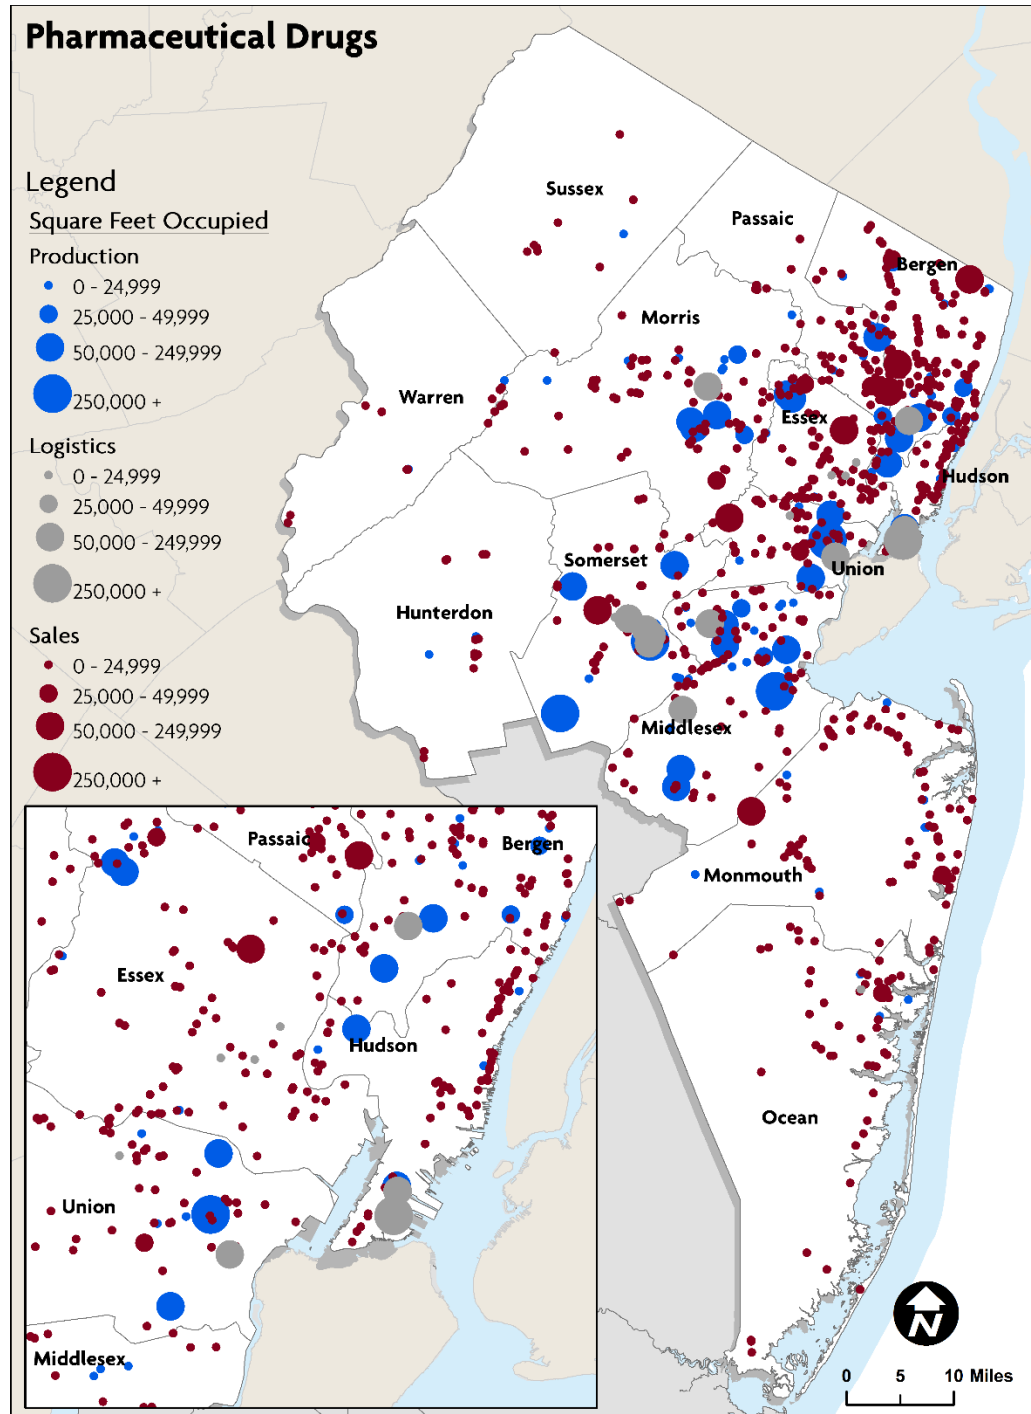 Pharmaceutical Drugs
Legend
Square Feet Occupied
Production
0 - 24,999
25,000 - 49,999
50,000 - 249,999
250,000 +
Logistics
0 - 24,999
25,000 - 49,999
50,000 - 249,999
250,000 +
Sales
0 - 24,999
25,000 - 49,999
50,000 - 249,999
250,000 +
Sussex
Passaic
Bergen
Morris
Warren
Essex
Hudson
Somerset
Union
Hunterdon
Middlesex
Monmouth
Ocean
Passaic
Bergen
Essex
Hudson
Union
Middlesex
N
0 5 10 Miles